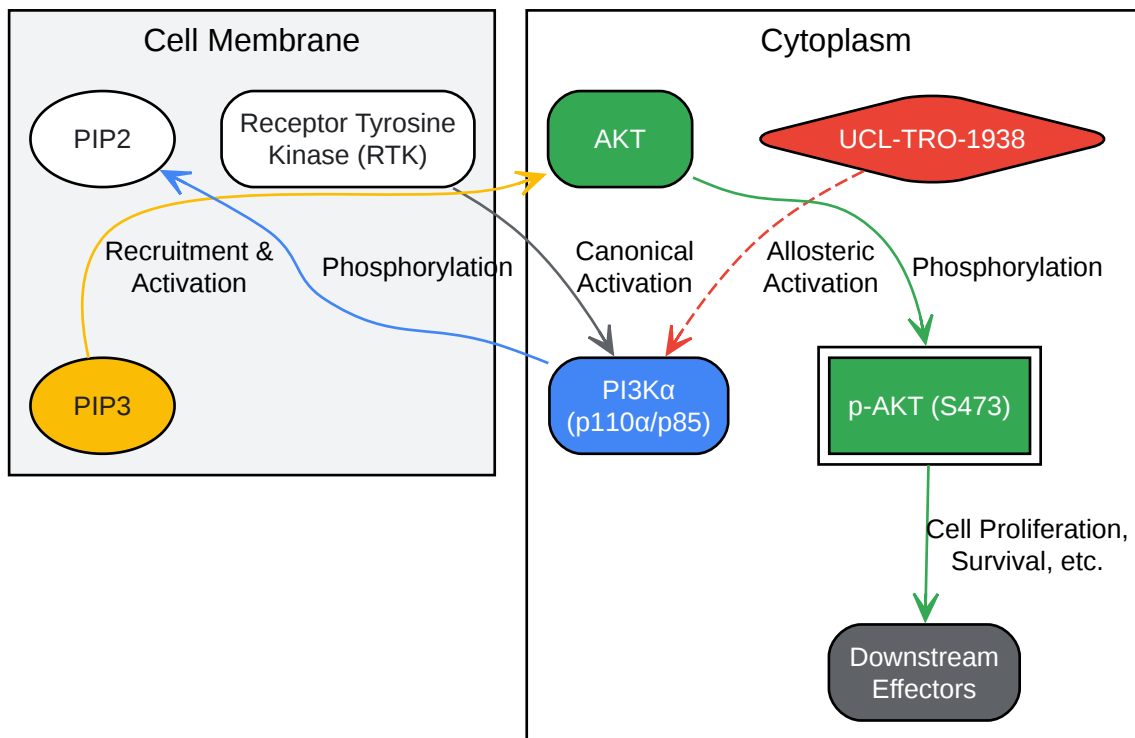 Cell Membrane
Cytoplasm
PIP2
Receptor Tyrosine
Kinase (RTK)
AKT
UCL-TRO-1938
Recruitment &
Activation
Phosphorylation
Canonical
Activation
Allosteric
Activation
Phosphorylation
PIP3
PI3Kα
(p110α/p85)
p-AKT (S473)
Cell Proliferation,
Survival, etc.
Downstream
Effectors